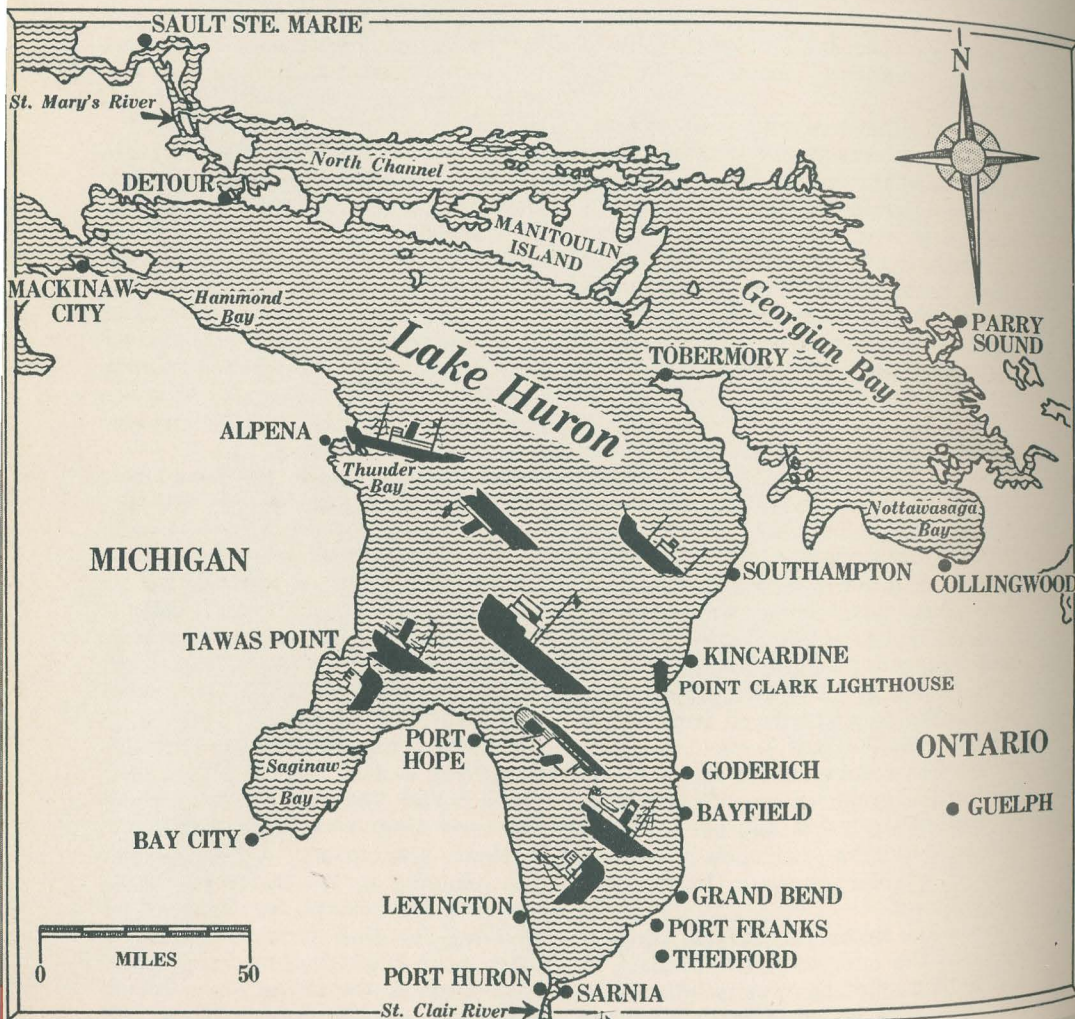 SAULT STE. MARIE
N
St. Mary's River
North Channel
DETOUR
MANITOULIN
ISLAND
MACKINAW
CITY
Hammond
Bay
Georgian Bay
Lake Huron
PARRY
SOUND
TOBERMORY
ALPENA
Thunder
Bay
Nottawasaga
Bay
MICHIGAN
SOUTHAMPTON
COLLINGWOOD
TAWAS POINT
KINCARDINE
POINT CLARK LIGHTHOUSE
PORT
HOPE
ONTARIO
Saginaw
Bay
GODERICH
GUELPH
BAYFIELD
BAY CITY
GRAND BEND
LEXINGTON
PORT FRANKS
MILES
0 50
THEDFORD
PORT HURON
SARNIA
St. Clair River